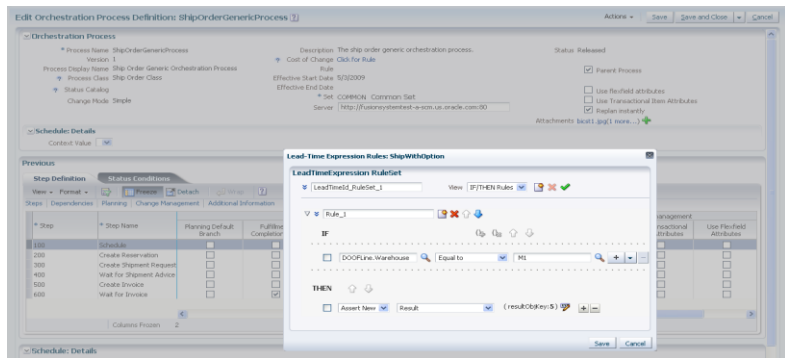 Edit Orchestration Process Definition: ShipOrderGenericProcess
Actions Save Save and Close Cancel
Orchestration Process
* Process Name ShipOrderGenericProcess
Version 1
Process Display Name Ship Order Generic Orchestration Process
Process Class Ship Order Class
Status Catalog
Change Mode Simple
Description The ship order generic orchestration process.
Cost of Change Click for Rule
Rule
Effective Start Date 5/3/2009
Effective End Date
* Set COMMON Common Set
Server http://fusionsystemtest-a-scm.us.oracle.com:80
Status Released
Parent Process
Use flexfield attributes
Use Transactional Item Attributes
Replan instantly
Attachments
Schedule: Details
Context Value
Previous
Step Definition Status Conditions
View Format Freeze Detach Wrap
Steps Dependencies Planning Change Management Additional Information
* Step * Step Name Planning Default Branch Fulfillme Completion
100 Schedule
200 Create Reservation
300 Create Shipment Request
400 Wait for Shipment Advice
500 Create Invoice
600 Wait for Invoice
Columns Frozen 2
anagement
nsactional
ttributes
Use Flexfield Attributes
Schedule: Details
Lead-Time Expression Rules: ShipWithOption
LeadTimeExpression RuleSet
LeadTimeId_RuleSet_1 View IF/THEN Rules
Rule_1
IF
DOOFLine.Warehouse Equal to M1
THEN
Assert New Result (resultObjKey:5)
Save Cancel